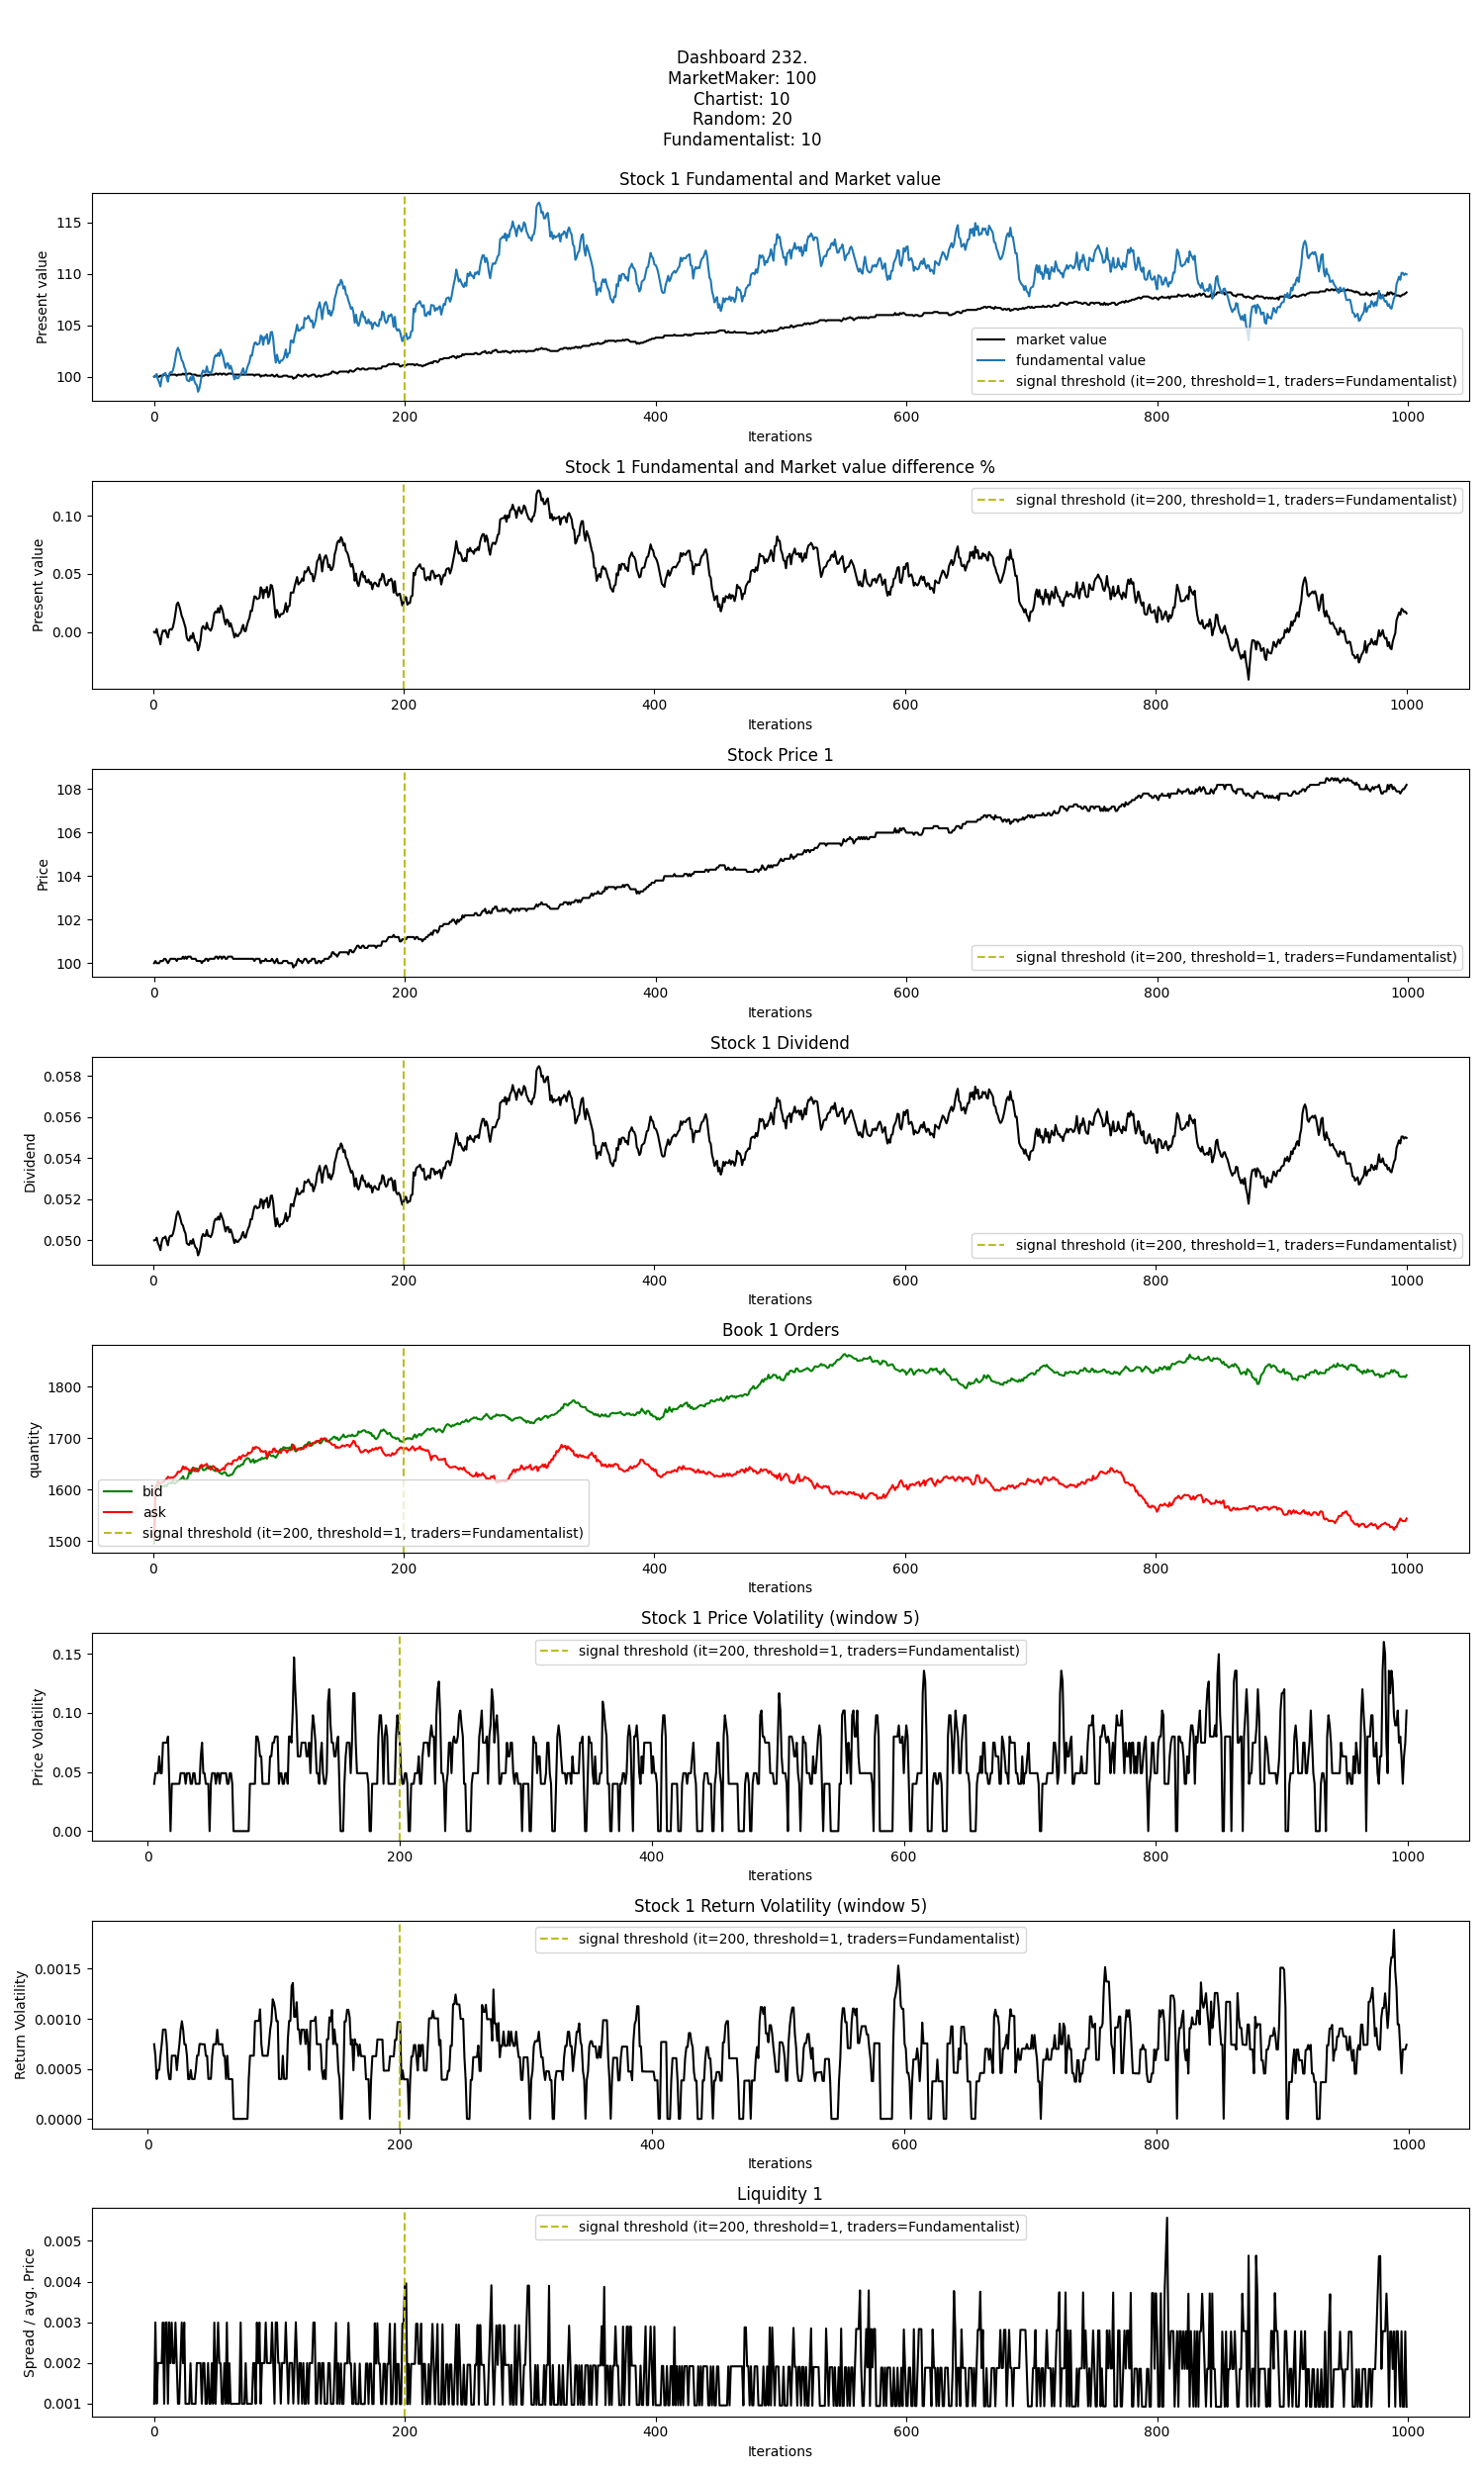 Dashboard 232.
MarketMaker: 100
Chartist: 10
Random: 20
Fundamentalist: 10
Stock 1 Fundamental and Market value
Present value
115
110
105
100
market value
fundamental value
signal threshold (it=200, threshold=1, traders=Fundamentalist)
0 200 400 600 800 1000
Iterations
Stock 1 Fundamental and Market value difference %
Present value
0.10
0.05
0.00
signal threshold (it=200, threshold=1, traders=Fundamentalist)
0 200 400 600 800 1000
Iterations
Stock Price 1
Price
108
106
104
102
100
signal threshold (it=200, threshold=1, traders=Fundamentalist)
0 200 400 600 800 1000
Iterations
Stock 1 Dividend
Dividend
0.058
0.056
0.054
0.052
0.050
signal threshold (it=200, threshold=1, traders=Fundamentalist)
0 200 400 600 800 1000
Iterations
Book 1 Orders
quantity
1800
1700
1600
1500
bid
ask
signal threshold (it=200, threshold=1, traders=Fundamentalist)
0 200 400 600 800 1000
Iterations
Stock 1 Price Volatility (window 5)
Price Volatility
0.15
0.10
0.05
0.00
signal threshold (it=200, threshold=1, traders=Fundamentalist)
0 200 400 600 800 1000
Iterations
Stock 1 Return Volatility (window 5)
Return Volatility
0.0015
0.0010
0.0005
0.0000
signal threshold (it=200, threshold=1, traders=Fundamentalist)
0 200 400 600 800 1000
Iterations
Liquidity 1
Spread / avg. Price
0.005
0.004
0.003
0.002
0.001
signal threshold (it=200, threshold=1, traders=Fundamentalist)
0 200 400 600 800 1000
Iterations